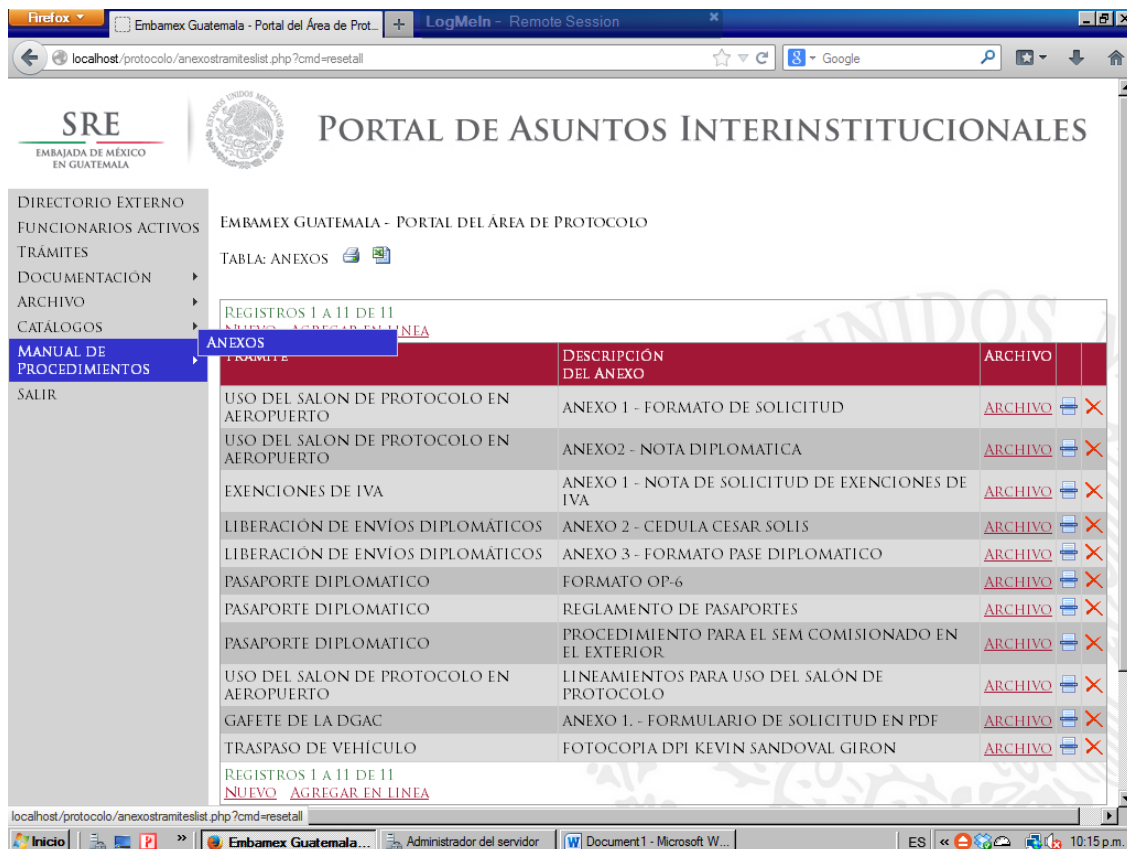 Firefox
Embamex Guatemala - Portal del Área de Prot...
LogMeIn - Remote Session
localhost/protocolo/anexostramiteslist.php?cmd=resetall
Google
SRE
EMBAJADA DE MÉXICO
EN GUATEMALA
PORTAL DE ASUNTOS INTERINSTITUCIONALES
DIRECTORIO EXTERNO
FUNCIONARIOS ACTIVOS
TRÁMITES
DOCUMENTACIÓN
ARCHIVO
CATÁLOGOS
MANUAL DE
PROCEDIMIENTOS
SALIR
ANEXOS
EMBAMEX GUATEMALA - PORTAL DEL ÁREA DE PROTOCOLO
TABLA: ANEXOS
REGISTROS 1 A 11 DE 11
NUEVO AGREGAR EN LINEA
TRÁMITE DESCRIPCIÓN DEL ANEXO ARCHIVO
USO DEL SALON DE PROTOCOLO EN AEROPUERTO ANEXO 1 - FORMATO DE SOLICITUD ARCHIVO
USO DEL SALON DE PROTOCOLO EN AEROPUERTO ANEXO2 - NOTA DIPLOMATICA ARCHIVO
EXENCIONES DE IVA ANEXO 1 - NOTA DE SOLICITUD DE EXENCIONES DE IVA ARCHIVO
LIBERACIÓN DE ENVÍOS DIPLOMÁTICOS ANEXO 2 - CEDULA CESAR SOLIS ARCHIVO
LIBERACIÓN DE ENVÍOS DIPLOMÁTICOS ANEXO 3 - FORMATO PASE DIPLOMATICO ARCHIVO
PASAPORTE DIPLOMATICO FORMATO OP-6 ARCHIVO
PASAPORTE DIPLOMATICO REGLAMENTO DE PASAPORTES ARCHIVO
PASAPORTE DIPLOMATICO PROCEDIMIENTO PARA EL SEM COMISIONADO EN EL EXTERIOR ARCHIVO
USO DEL SALON DE PROTOCOLO EN AEROPUERTO LINEAMIENTOS PARA USO DEL SALÓN DE PROTOCOLO ARCHIVO
GAFETE DE LA DGAC ANEXO 1. - FORMULARIO DE SOLICITUD EN PDF ARCHIVO
TRASPASO DE VEHÍCULO FOTOCOPIA DPI KEVIN SANDOVAL GIRON ARCHIVO
REGISTROS 1 A 11 DE 11
NUEVO AGREGAR EN LINEA
localhost/protocolo/anexostramiteslist.php?cmd=resetall
Inicio
Embamex Guatemala...
Administrador del servidor
Document1 - Microsoft W...
ES
10:15 p.m.